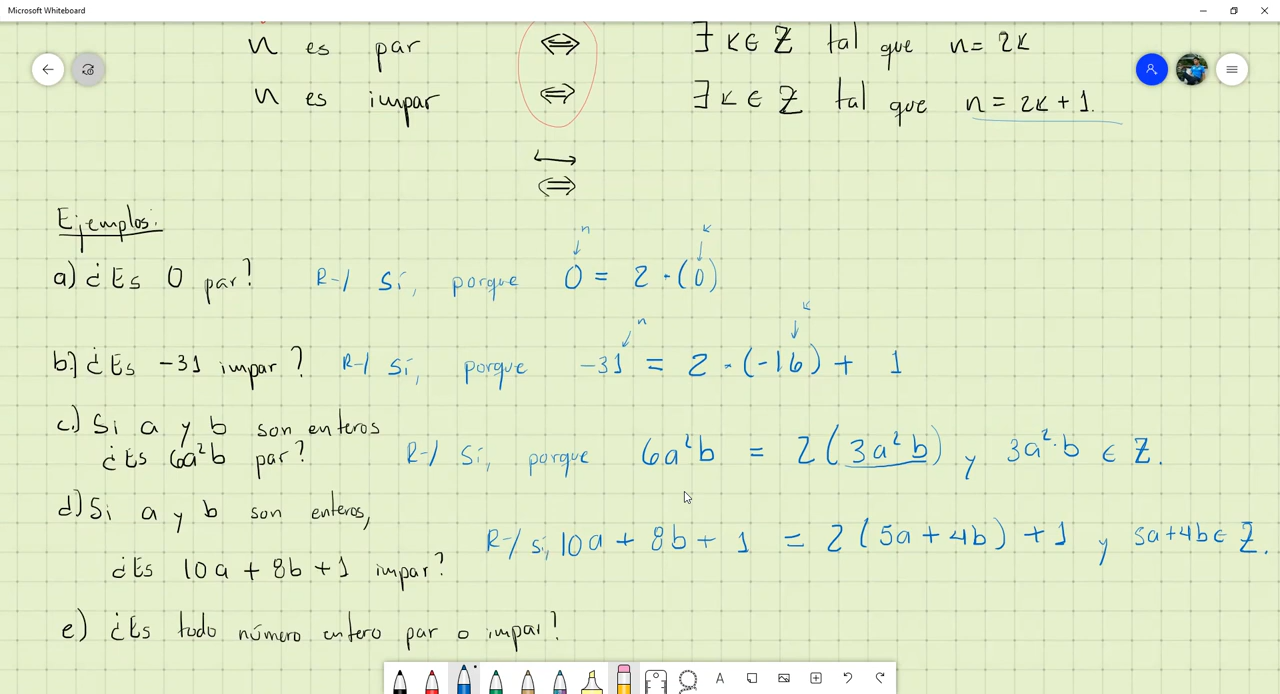 Microsoft Whiteboard
n es par ⟺ ∃ k ∈ ℤ tal que n = 2k
n es impar ⟺ ∃ k ∈ ℤ tal que n = 2k + 1.
⟷
⟺
Ejemplos:
n k
a) ¿Es 0 par? R-/ Sí, porque 0 = 2 · (0)
n k
b.) ¿Es -31 impar? R-/ Sí, porque -31 = 2 · (-16) + 1
c.) Si a y b son enteros
¿Es 6a²b par? R-/ Sí, porque 6a²b = 2(3a²b) y 3a²·b ∈ ℤ.
d) Si a y b son enteros,
R-/ sí, 10a + 8b + 1 = 2(5a + 4b) + 1 y 5a+4b ∈ ℤ.
¿Es 10a + 8b + 1 impar?
e) ¿Es todo número entero par o impar?
A